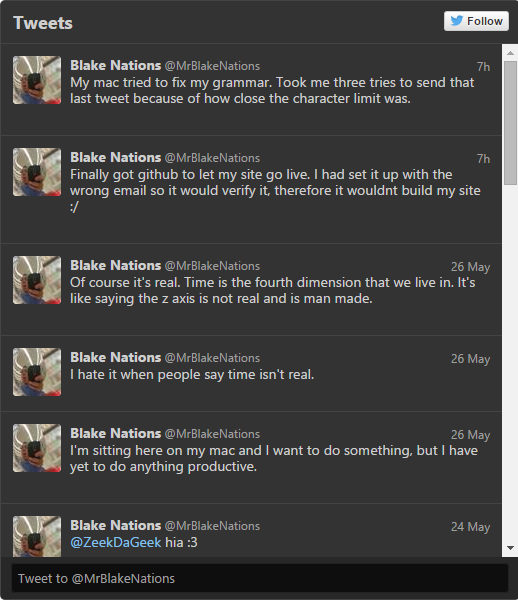 Tweets
Follow
Blake Nations @MrBlakeNations 7h
My mac tried to fix my grammar. Took me three tries to send that
last tweet because of how close the character limit was.
Blake Nations @MrBlakeNations 7h
Finally got github to let my site go live. I had set it up with the
wrong email so it would verify it, therefore it wouldnt build my site
:/
Blake Nations @MrBlakeNations 26 May
Of course it's real. Time is the fourth dimension that we live in. It's
like saying the z axis is not real and is man made.
Blake Nations @MrBlakeNations 26 May
I hate it when people say time isn't real.
Blake Nations @MrBlakeNations 26 May
I'm sitting here on my mac and I want to do something, but I have
yet to do anything productive.
Blake Nations @MrBlakeNations 24 May
@ZeekDaGeek hia :3
Tweet to @MrBlakeNations